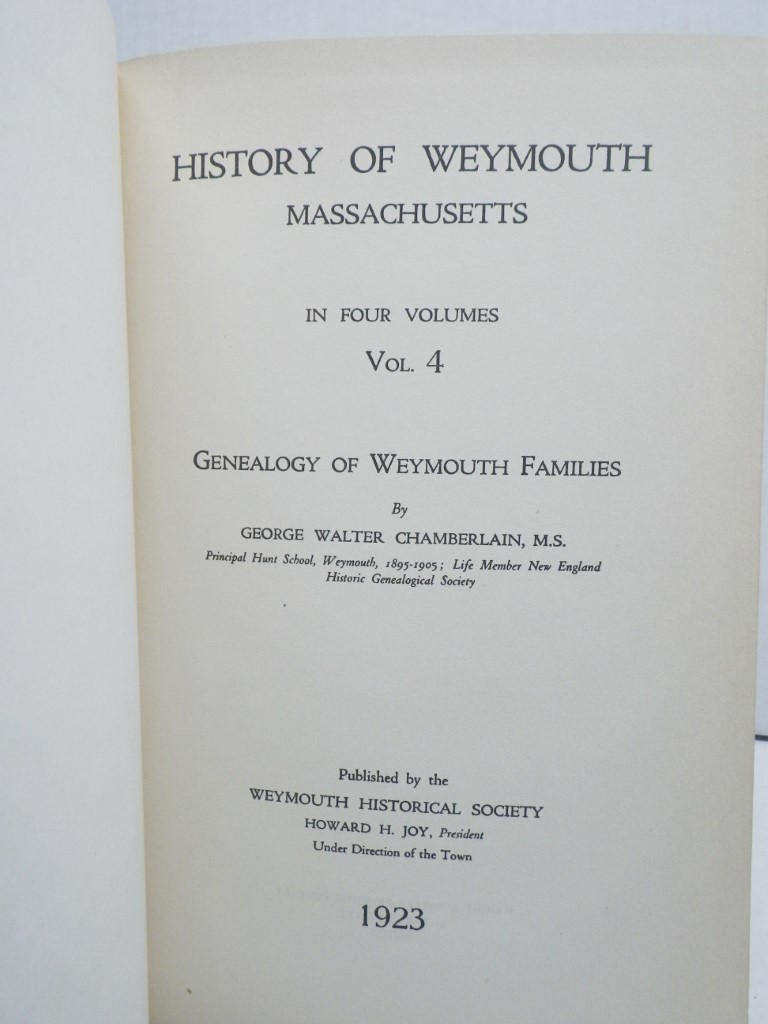 HISTORY OF WEYMOUTH
MASSACHUSETTS
IN FOUR VOLUMES
VOL. 4
GENEALOGY OF WEYMOUTH FAMILIES
By
GEORGE WALTER CHAMBERLAIN, M.S.
Principal Hunt School, Weymouth, 1895-1905; Life Member New England
Historic Genealogical Society
Published by the
WEYMOUTH HISTORICAL SOCIETY
HOWARD H. JOY, President
Under Direction of the Town
1923